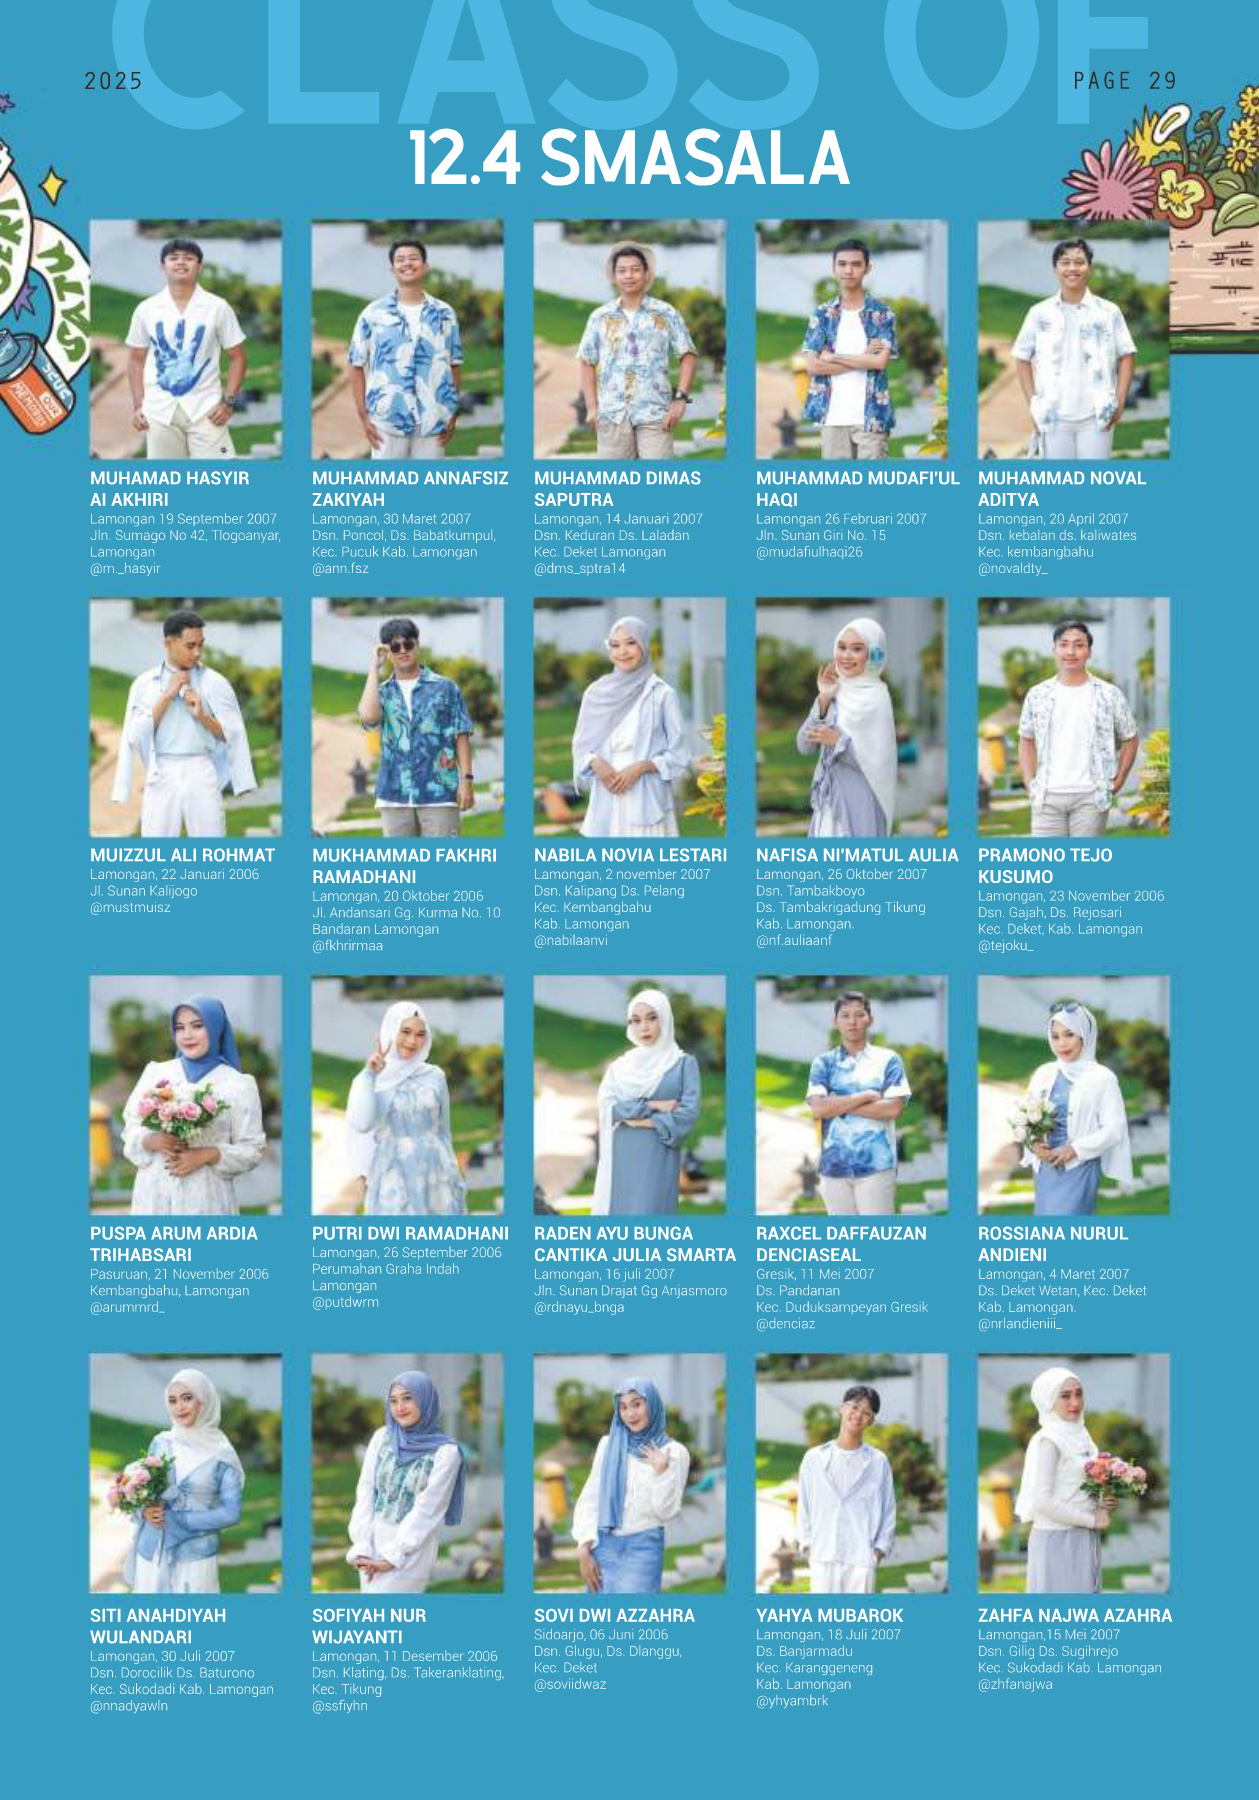 CLASS OF
2025
PAGE 29
12.4 SMASALA
SEUF
OUR
MEMORIES
MUHAMAD HASYIR
AI AKHIRI
Lamongan 19 September 2007
Jln. Sumago No 42, Tlogoanyar,
Lamongan
@m._hasyir
MUHAMMAD ANNAFSIZ
ZAKIYAH
Lamongan, 30 Maret 2007
Dsn. Poncol, Ds. Babatkumpul,
Kec. Pucuk Kab. Lamongan
@ann.fsz
MUHAMMAD DIMAS
SAPUTRA
Lamongan, 14 Januari 2007
Dsn. Keduran Ds. Laladan
Kec. Deket Lamongan
@dms_sptra14
MUHAMMAD MUDAFI'UL
HAQI
Lamongan 26 Februari 2007
Jln. Sunan Giri No. 15
@mudafiulhaqi26
MUHAMMAD NOVAL
ADITYA
Lamongan, 20 April 2007
Dsn. kebalan ds. kaliwates
Kec. kembangbahu
@novaldty_
MUIZZUL ALI ROHMAT
Lamongan, 22 Januari 2006
Jl. Sunan Kalijogo
@mustmuisz
MUKHAMMAD FAKHRI
RAMADHANI
Lamongan, 20 Oktober 2006
Jl. Andansari Gg. Kurma No. 10
Bandaran Lamongan
@fkhrirmaa
NABILA NOVIA LESTARI
Lamongan, 2 november 2007
Dsn. Kalipang Ds. Pelang
Kec. Kembangbahu
Kab. Lamongan
@nabilaanvi
NAFISA NI'MATUL AULIA
Lamongan, 26 Oktober 2007
Dsn. Tambakboyo
Ds. Tambakrigadung Tikung
Kab. Lamongan.
@nf.auliaanf
PRAMONO TEJO
KUSUMO
Lamongan, 23 November 2006
Dsn. Gajah, Ds. Rejosari
Kec. Deket, Kab. Lamongan
@tejoku_
PUSPA ARUM ARDIA
TRIHABSARI
Pasuruan, 21 November 2006
Kembangbahu, Lamongan
@arummrd_
PUTRI DWI RAMADHANI
Lamongan, 26 September 2006
Perumahan Graha Indah
Lamongan
@putdwrm
RADEN AYU BUNGA
CANTIKA JULIA SMARTA
Lamongan, 16 juli 2007
Jln. Sunan Drajat Gg Anjasmoro
@rdnayu_bnga
RAXCEL DAFFAUZAN
DENCIASEAL
Gresik, 11 Mei 2007
Ds. Pandanan
Kec. Duduksampeyan Gresik
@denciaz
ROSSIANA NURUL
ANDIENI
Lamongan, 4 Maret 2007
Ds. Deket Wetan, Kec. Deket
Kab. Lamongan.
@nrlandieniii_
SITI ANAHDIYAH
WULANDARI
Lamongan, 30 Juli 2007
Dsn. Dorocilik Ds. Baturono
Kec. Sukodadi Kab. Lamongan
@nnadyawln
SOFIYAH NUR
WIJAYANTI
Lamongan, 11 Desember 2006
Dsn. Klating, Ds. Takeranklating,
Kec. Tikung
@ssfiyhn
SOVI DWI AZZAHRA
Sidoarjo, 06 Juni 2006
Dsn. Glugu, Ds. Dlanggu,
Kec. Deket
@soviidwaz
YAHYA MUBAROK
Lamongan, 18 Juli 2007
Ds. Banjarmadu
Kec. Karanggeneng
Kab. Lamongan
@yhyambrk
ZAHFA NAJWA AZAHRA
Lamongan,15 Mei 2007
Dsn. Gilig Ds. Sugihrejo
Kec. Sukodadi Kab. Lamongan
@zhfanajwa